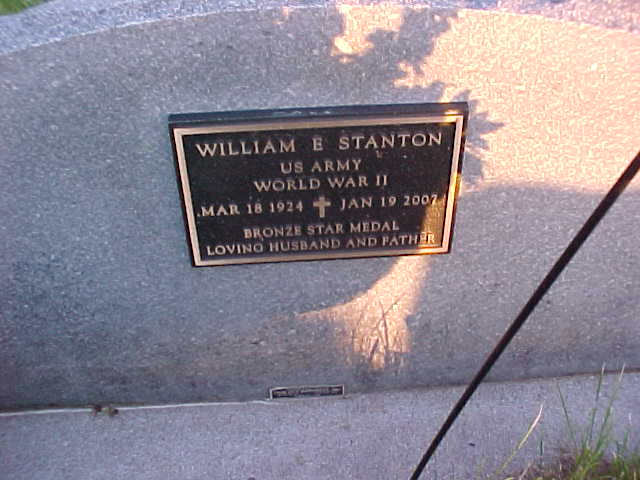 WILLIAM E STANTON
US ARMY
WORLD WAR II
MAR 18 1924 ✝ JAN 19 2007
BRONZE STAR MEDAL
LOVING HUSBAND AND FATHER